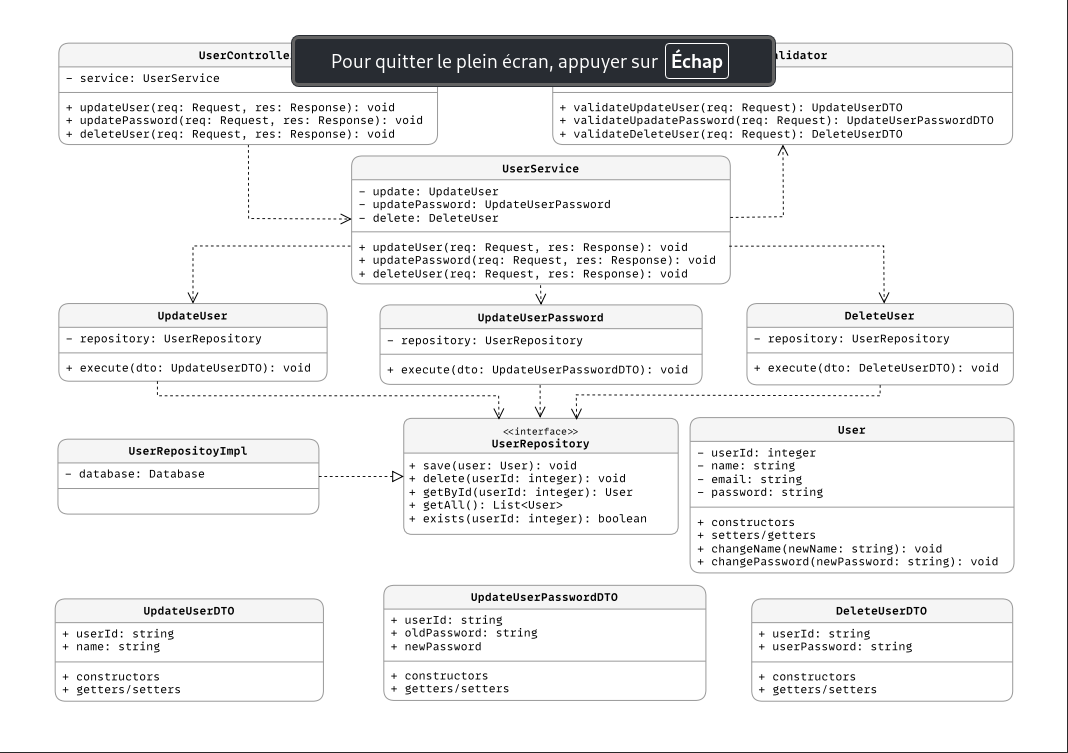 Pour quitter le plein écran, appuyer sur Échap
- service: UserService
+ updateUser(req: Request, res: Response): void
+ updatePassword(req: Request, res: Response): void
+ deleteUser(req: Request, res: Response): void
+ validateUpdateUser(req: Request): UpdateUserDTO
+ validateUpadatePassword(req: Request): UpdateUserPasswordDTO
+ validateDeleteUser(req: Request): DeleteUserDTO
UserService
- update: UpdateUser
- updatePassword: UpdateUserPassword
- delete: DeleteUser
+ updateUser(req: Request, res: Response): void
+ updatePassword(req: Request, res: Response): void
+ deleteUser(req: Request, res: Response): void
UpdateUser
- repository: UserRepository
+ execute(dto: UpdateUserDTO): void
UpdateUserPassword
- repository: UserRepository
+ execute(dto: UpdateUserPasswordDTO): void
DeleteUser
- repository: UserRepository
+ execute(dto: DeleteUserDTO): void
UserRepositoyImpl
- database: Database
<<interface>>
UserRepository
+ save(user: User): void
+ delete(userId: integer): void
+ getById(userId: integer): User
+ getAll(): List<User>
+ exists(userId: integer): boolean
User
- userId: integer
- name: string
- email: string
- password: string
+ constructors
+ setters/getters
+ changeName(newName: string): void
+ changePassword(newPassword: string): void
UpdateUserDTO
+ userId: string
+ name: string
+ constructors
+ getters/setters
UpdateUserPasswordDTO
+ userId: string
+ oldPassword: string
+ newPassword
+ constructors
+ getters/setters
DeleteUserDTO
+ userId: string
+ userPassword: string
+ constructors
+ getters/setters